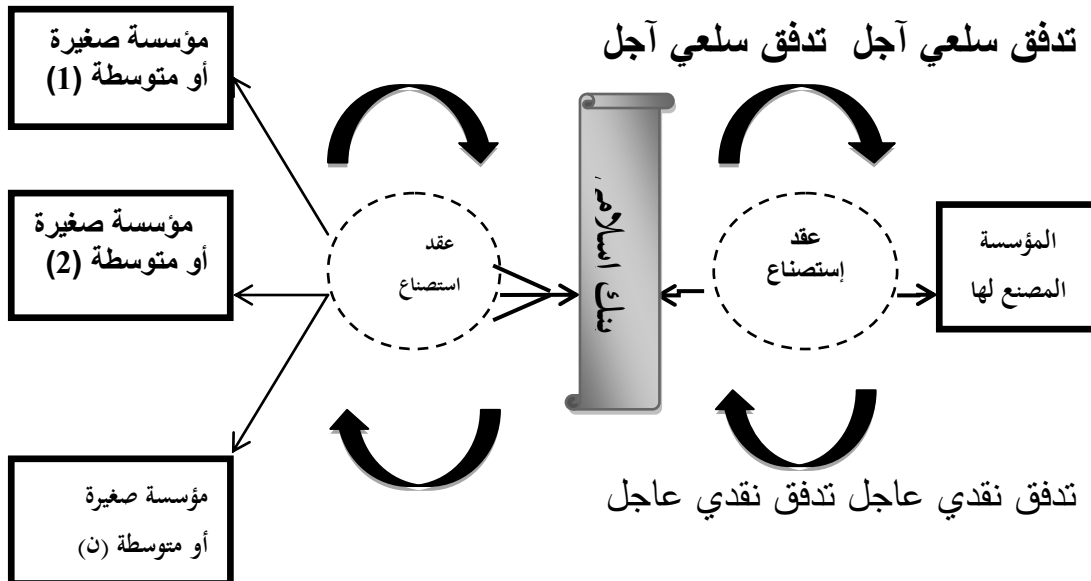 تدفق سلعي آجل تدفق سلعي آجل
مؤسسة صغيرة
أو متوسطة (1)
مؤسسة صغيرة
أو متوسطة (2)
مؤسسة صغيرة
أو متوسطة (ن)
عقد
استصناع
بنك اسلامـ
عقد
إستصناع
المؤسسة
المصنع لها
تدفق نقدي عاجل تدفق نقدي عاجل